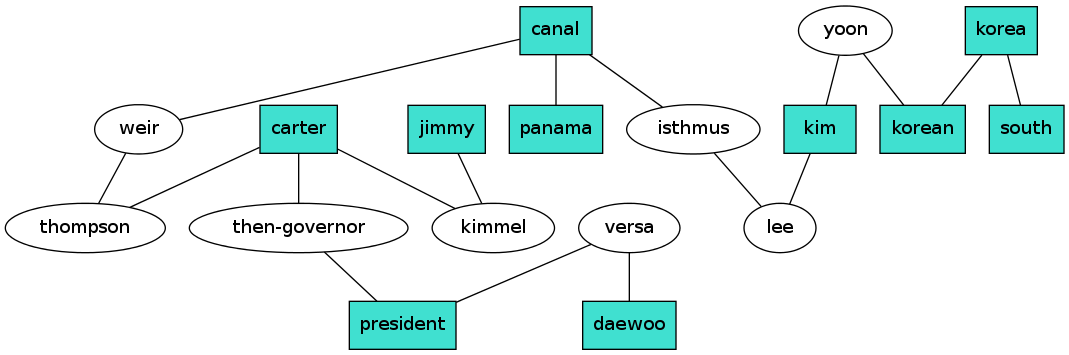 canal
yoon
korea
weir
carter
jimmy
panama
isthmus
kim
korean
south
thompson
then-governor
kimmel
versa
lee
president
daewoo